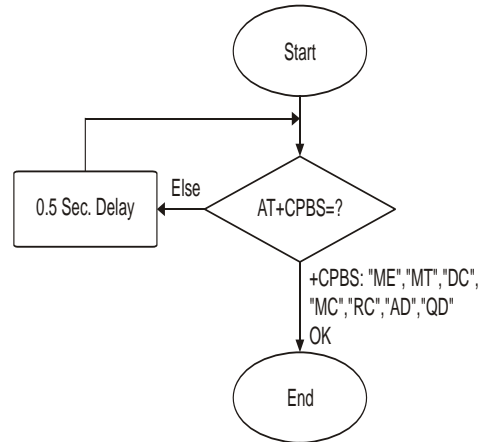 Start
AT+CPBS=?
Else
0.5 Sec. Delay
+CPBS: "ME","MT","DC",
"MC","RC","AD","QD"
OK
End